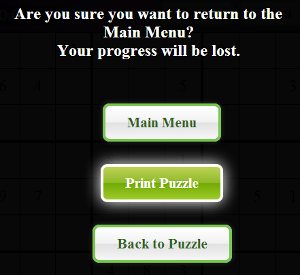 Are you sure you want to return to the
Main Menu?
Your progress will be lost.
Main Menu
Print Puzzle
Back to Puzzle